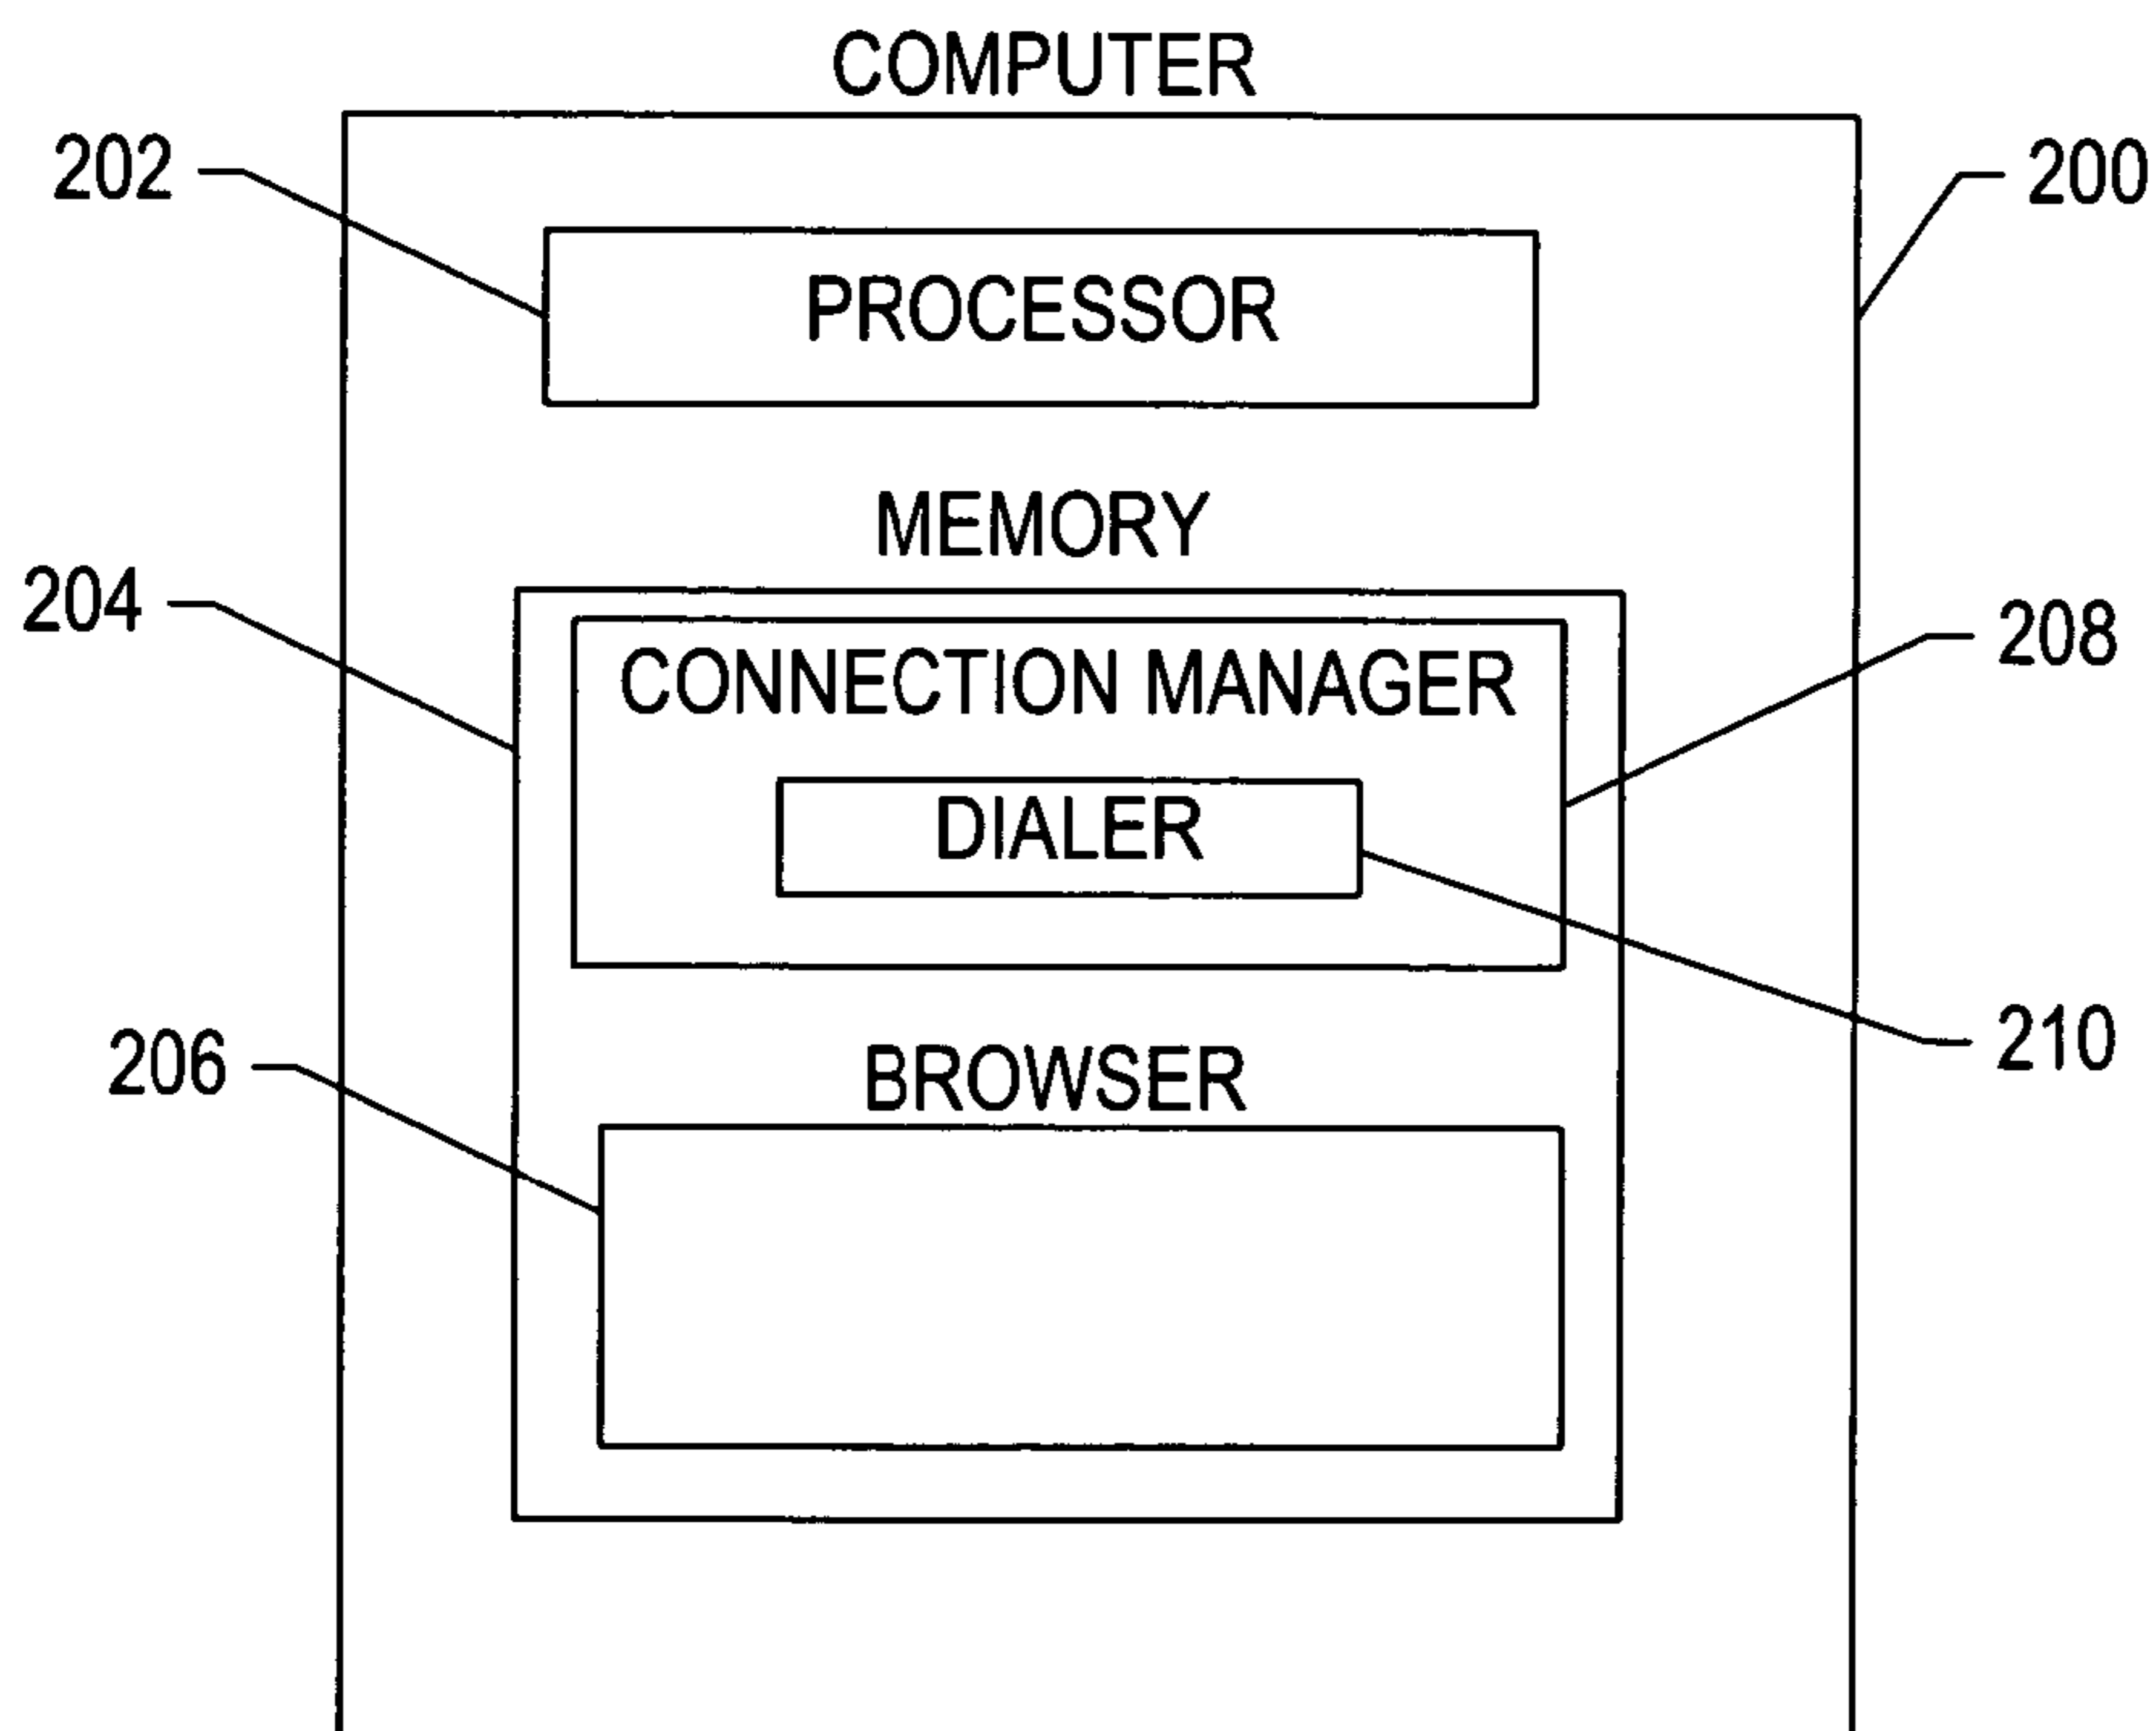 COMPUTER
202
200
PROCESSOR
MEMORY
204
208
CONNECTION MANAGER
DIALER
206
BROWSER
210